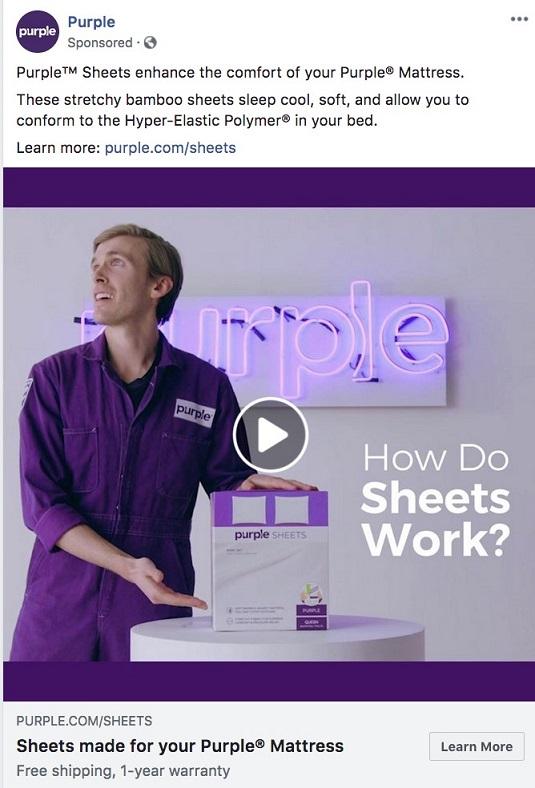 purple
Purple
Sponsored ·
Purple™ Sheets enhance the comfort of your Purple® Mattress.
These stretchy bamboo sheets sleep cool, soft, and allow you to
conform to the Hyper-Elastic Polymer® in your bed.
Learn more: purple.com/sheets
purple
purple
How Do
Sheets
Work?
purple SHEETS
PURPLE
QUEEN
PURPLE.COM/SHEETS
Sheets made for your Purple® Mattress
Learn More
Free shipping, 1-year warranty